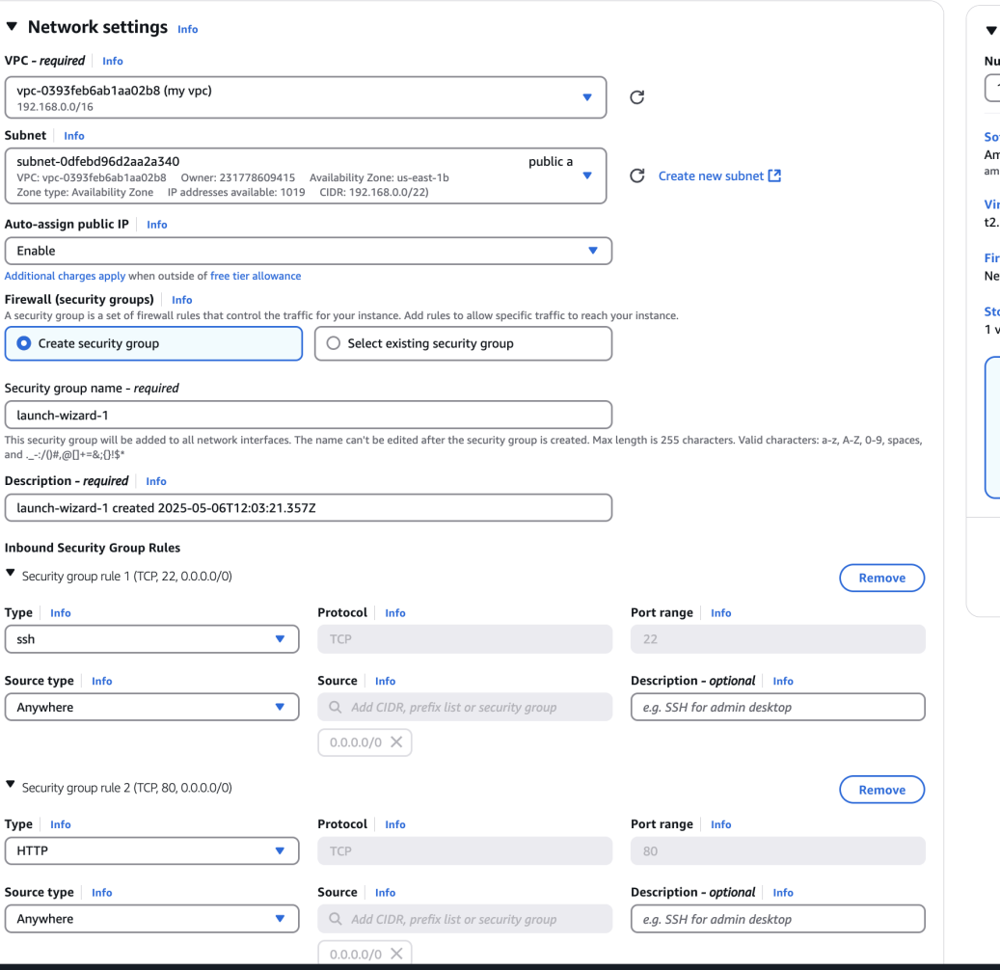 Network settings Info
VPC - required Info
vpc-0393feb6ab1aa02b8 (my vpc)
192.168.0.0/16
Subnet Info
subnet-0dfebd96d2aa2a340 public a
VPC: vpc-0393feb6ab1aa02b8 Owner: 231778609415 Availability Zone: us-east-1b
Zone type: Availability Zone IP addresses available: 1019 CIDR: 192.168.0.0/22)
Create new subnet
Auto-assign public IP Info
Enable
Additional charges apply when outside of free tier allowance
Firewall (security groups) Info
A security group is a set of firewall rules that control the traffic for your instance. Add rules to allow specific traffic to reach your instance.
Create security group Select existing security group
Security group name - required
launch-wizard-1
This security group will be added to all network interfaces. The name can't be edited after the security group is created. Max length is 255 characters. Valid characters: a-z, A-Z, 0-9, spaces,
and ._-:/()#,@[]+=&;{}!$*
Description - required Info
launch-wizard-1 created 2025-05-06T12:03:21.357Z
Inbound Security Group Rules
Security group rule 1 (TCP, 22, 0.0.0.0/0) Remove
Type Info Protocol Info Port range Info
ssh TCP 22
Source type Info Source Info Description - optional Info
Anywhere Add CIDR, prefix list or security group e.g. SSH for admin desktop
0.0.0.0/0
Security group rule 2 (TCP, 80, 0.0.0.0/0) Remove
Type Info Protocol Info Port range Info
HTTP TCP 80
Source type Info Source Info Description - optional Info
Anywhere Add CIDR, prefix list or security group e.g. SSH for admin desktop
0.0.0.0/0
Nu
So
Am
am
Vir
t2.
Fir
Ne
Sto
1 v